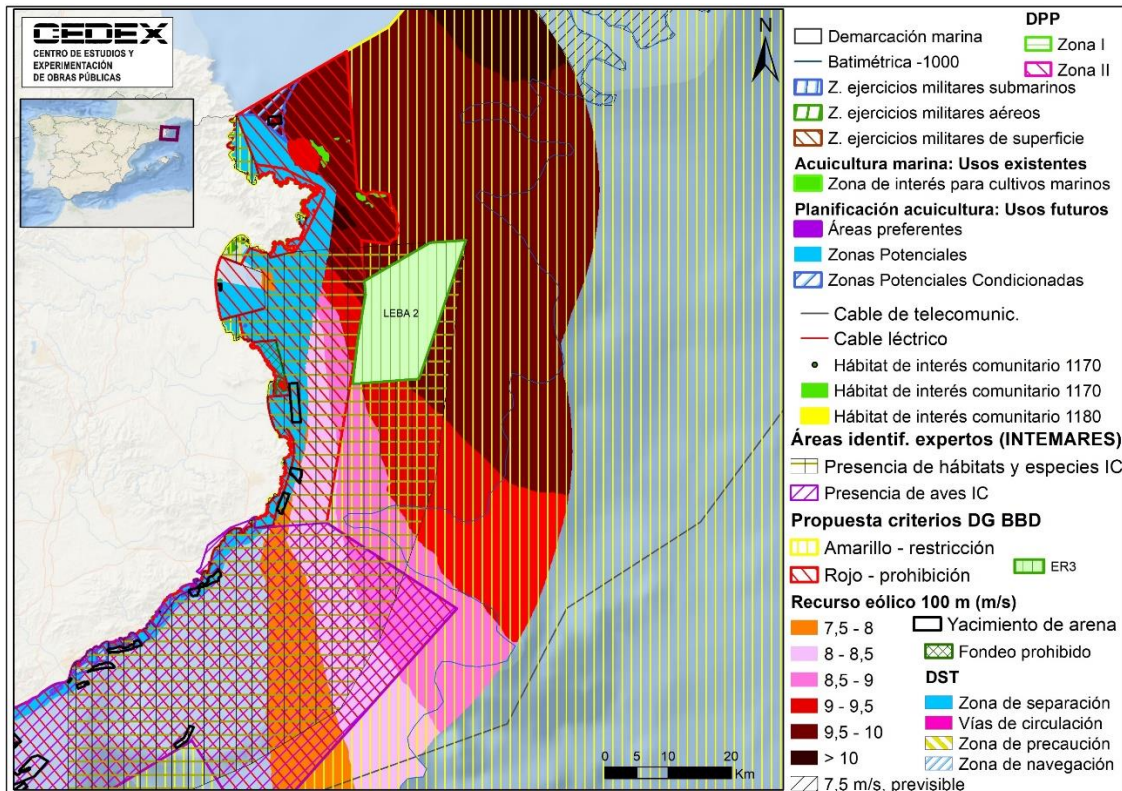 CEDEX
CENTRO DE ESTUDIOS Y
EXPERIMENTACIÓN
DE OBRAS PÚBLICAS
N
LEBA 2
0 5 10 20
Km
Demarcación marina
Batimétrica -1000
Z. ejercicios militares submarinos
Z. ejercicios militares aéreos
Z. ejercicios militares de superficie
DPP
Zona I
Zona II
Acuicultura marina: Usos existentes
Zona de interés para cultivos marinos
Planificación acuicultura: Usos futuros
Áreas preferentes
Zonas Potenciales
Zonas Potenciales Condicionadas
Cable de telecomunic.
Cable léctrico
Hábitat de interés comunitario 1170
Hábitat de interés comunitario 1170
Hábitat de interés comunitario 1180
Áreas identif. expertos (INTEMARES)
Presencia de hábitats y especies IC
Presencia de aves IC
Propuesta criterios DG BBD
Amarillo - restricción
Rojo - prohibición
ER3
Recurso eólico 100 m (m/s)
7,5 - 8
8 - 8,5
8,5 - 9
9 - 9,5
9,5 - 10
> 10
7,5 m/s, previsible
Yacimiento de arena
Fondeo prohibido
DST
Zona de separación
Vías de circulación
Zona de precaución
Zona de navegación